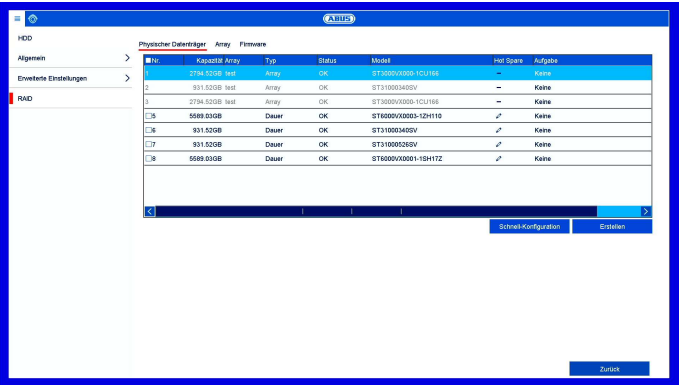 ABUS
HDD
Physischer Datenträger Array Firmware
Allgemein
Erweiterte Einstellungen
RAID
Nr. Kapazität Array Typ Status Modell Hot Spare Aufgabe
1 2794.52GB test Array OK ST3000VX000-1CU166 – Keine
2 931.52GB test Array OK ST31000340SV – Keine
3 2794.52GB test Array OK ST3000VX000-1CU166 – Keine
5 5589.03GB Dauer OK ST6000VX0003-1ZH110 Keine
6 931.52GB Dauer OK ST31000340SV Keine
7 931.52GB Dauer OK ST31000526SV Keine
8 5589.03GB Dauer OK ST6000VX0001-1SH17Z Keine
Schnell-Konfiguration Erstellen
Zurück